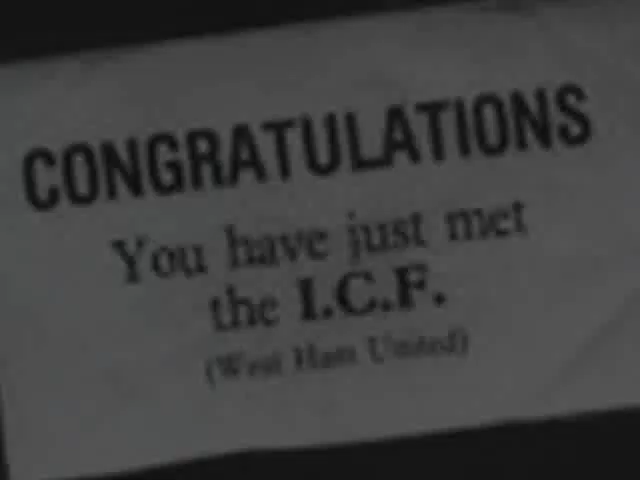 CONGRATULATIONS
You have just met
the I.C.F.
(West Ham United)